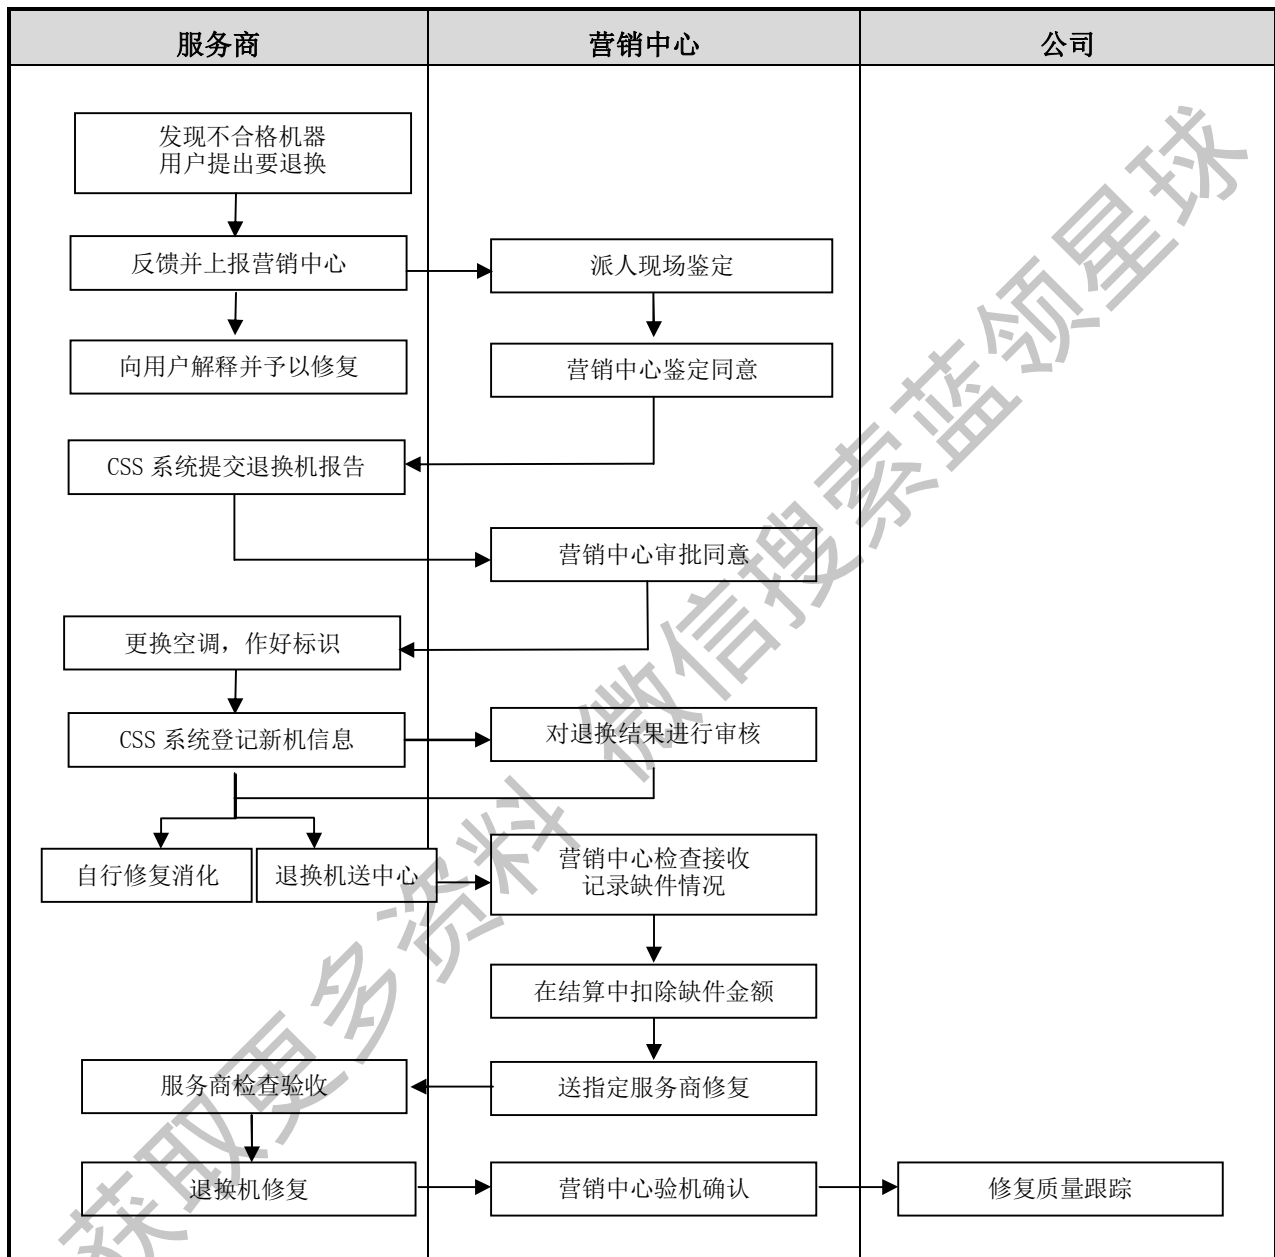 服务商
营销中心
公司
发现不合格机器
用户提出要退换
反馈并上报营销中心
派人现场鉴定
向用户解释并予以修复
营销中心鉴定同意
CSS 系统提交退换机报告
营销中心审批同意
更换空调，作好标识
CSS 系统登记新机信息
对退换结果进行审核
自行修复消化
退换机送中心
营销中心检查接收
记录缺件情况
在结算中扣除缺件金额
服务商检查验收
送指定服务商修复
退换机修复
营销中心验机确认
修复质量跟踪
获取更多资料 微信搜索蓝领星球